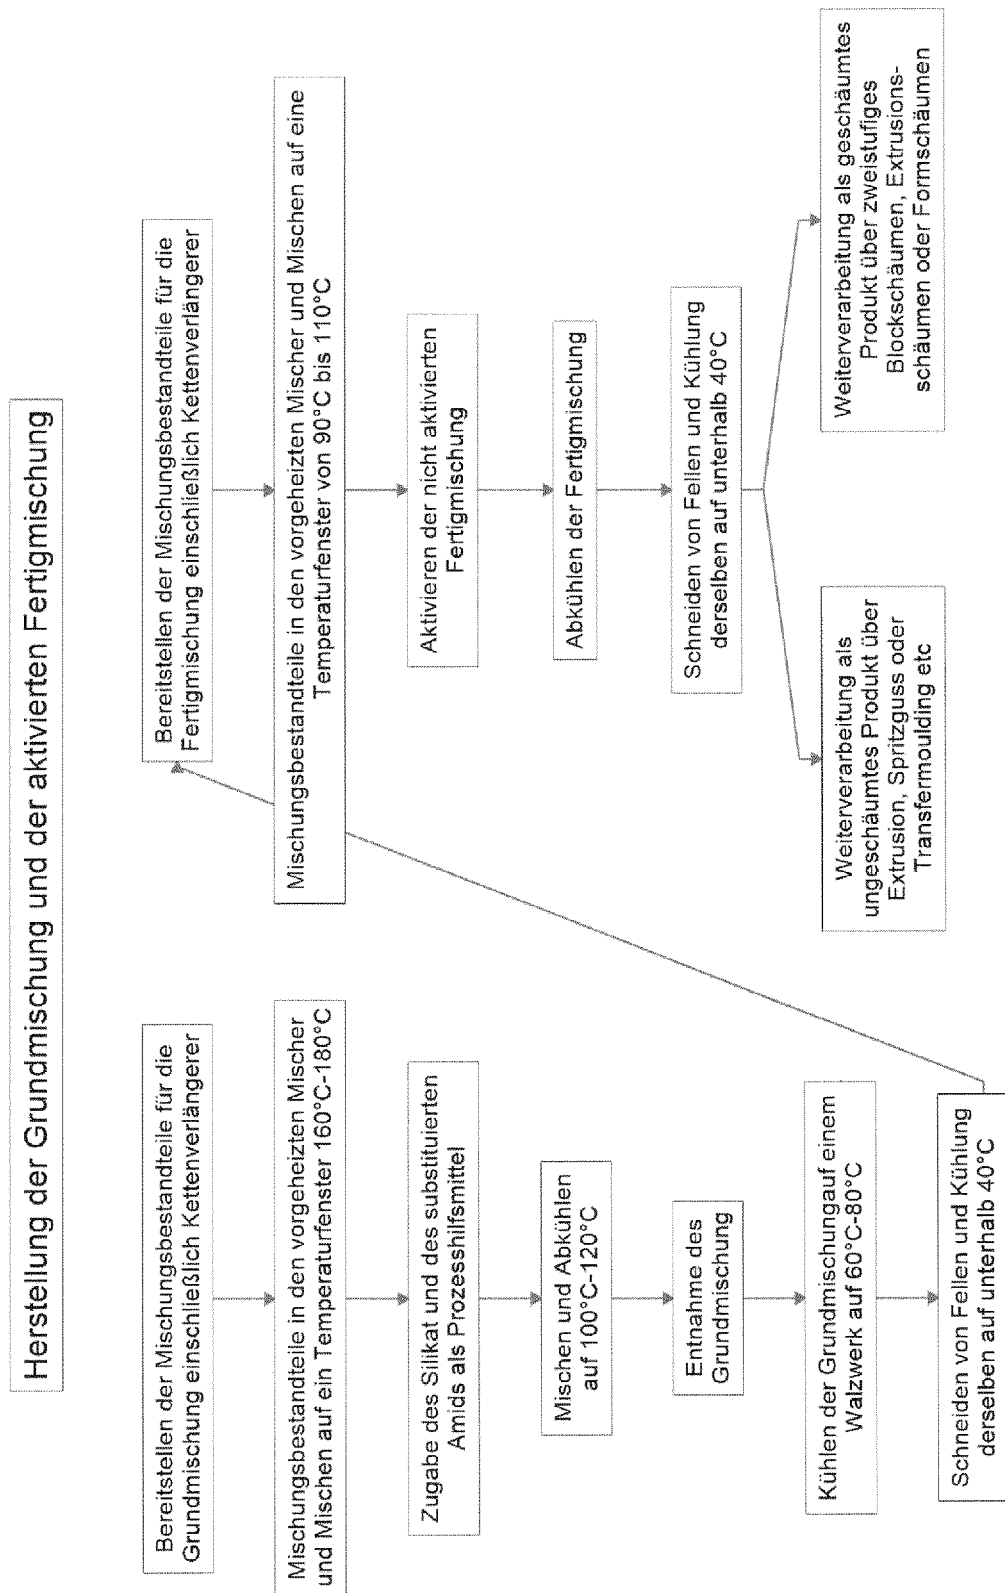 Herstellung der Grundmischung und der aktivierten Fertigmischung
Bereitstellen der Mischungsbestandteile für die
Grundmischung einschließlich Kettenverlängerer
Mischungsbestandteile in den vorgeheizten Mischer
und Mischen auf ein Temperaturfenster 160°C-180°C
Zugabe des Silikat und des substituierten
Amids als Prozesshilfsmittel
Mischen und Abkühlen
auf 100°C-120°C
Entnahme des
Grundmischung
Kühlen der Grundmischungauf einem
Walzwerk auf 60°C-80°C
Schneiden von Fellen und Kühlung
derselben auf unterhalb 40°C
Bereitstellen der Mischungsbestandteile für die
Fertigmischung einschließlich Kettenverlängerer
Mischungsbestandteile in den vorgeheizten Mischer und Mischen auf eine
Temperaturfenster von 90°C bis 110°C
Aktivieren der nicht aktivierten
Fertigmischung
Abkühlen der Fertigmischung
Schneiden von Fellen und Kühlung
derselben auf unterhalb 40°C
Weiterverarbeitung als
ungeschäumtes Produkt über
Extrusion, Spritzguss oder
Transfermoulding etc
Weiterverarbeitung als geschäumtes
Produkt über zweistufiges
Blockschäumen, Extrusions-
schäumen oder Formschäumen